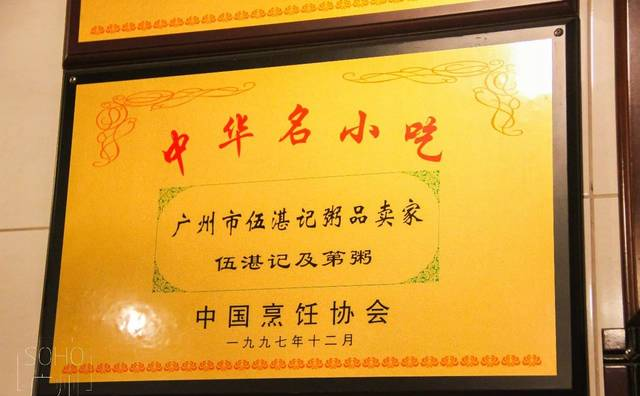 中华名小吃
广州市伍湛记粥品卖家
伍湛记及第粥
中国烹饪协会
一九九七年十二月
SOHO